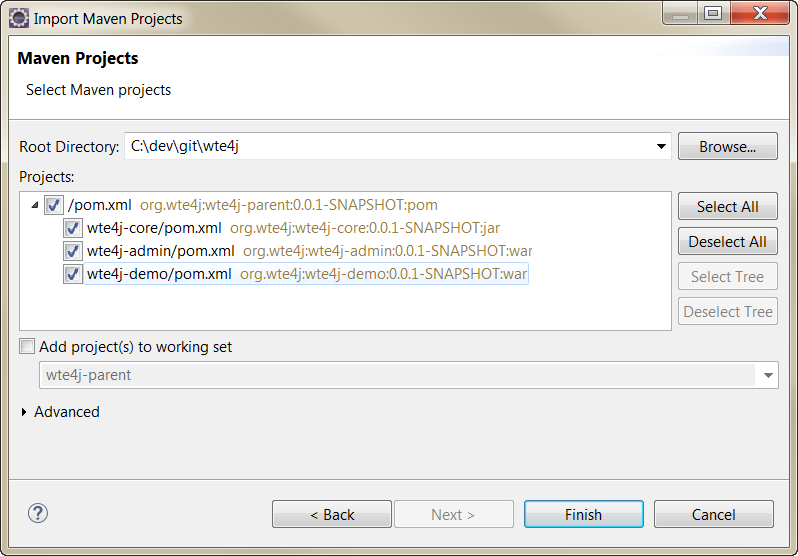 Import Maven Projects
Maven Projects
Select Maven projects
Root Directory: C:\dev\git\wte4j Browse...
Projects:
/pom.xml org.wte4j:wte4j-parent:0.0.1-SNAPSHOT:pom
wte4j-core/pom.xml org.wte4j:wte4j-core:0.0.1-SNAPSHOT:jar
wte4j-admin/pom.xml org.wte4j:wte4j-admin:0.0.1-SNAPSHOT:war
wte4j-demo/pom.xml org.wte4j:wte4j-demo:0.0.1-SNAPSHOT:war
Select All
Deselect All
Select Tree
Deselect Tree
Add project(s) to working set
wte4j-parent
Advanced
? < Back Next > Finish Cancel